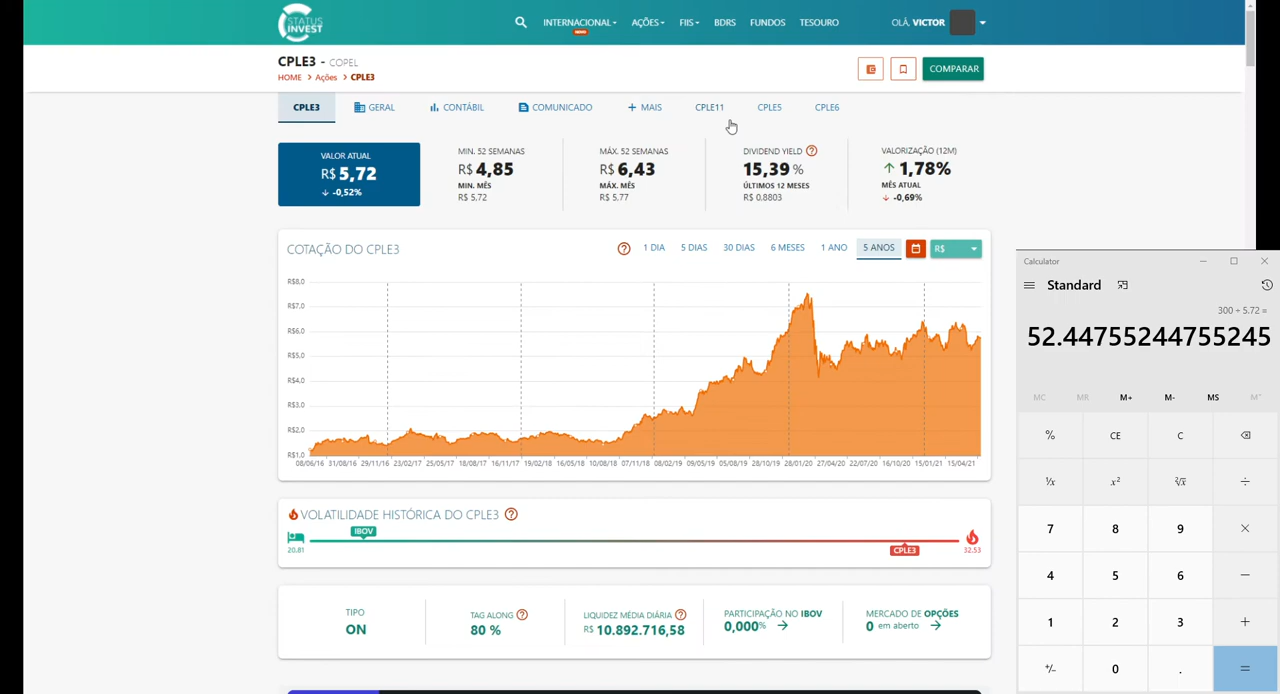 STATUS
INVEST
INTERNACIONAL
NOVO
AÇÕES
FIIS
BDRS
FUNDOS
TESOURO
OLÁ, VICTOR
CPLE3 - COPEL
HOME > Ações > CPLE3
COMPARAR
CPLE3
GERAL
CONTÁBIL
COMUNICADO
+ MAIS
CPLE11
CPLE5
CPLE6
VALOR ATUAL
R$ 5,72
-0,52%
MIN. 52 SEMANAS
R$ 4,85
MIN. MÊS
R$ 5,72
MÁX. 52 SEMANAS
R$ 6,43
MÁX. MÊS
R$ 5,77
DIVIDEND YIELD ?
15,39 %
ÚLTIMOS 12 MESES
R$ 0,8803
VALORIZAÇÃO (12M)
1,78%
MÊS ATUAL
-0,69%
COTAÇÃO DO CPLE3
?
1 DIA
5 DIAS
30 DIAS
6 MESES
1 ANO
5 ANOS
R$
R$8.0
R$7.0
R$6.0
R$5.0
R$4.0
R$3.0
R$2.0
R$1.0
08/06/16 31/08/16 29/11/16 23/02/17 25/05/17 18/08/17 16/11/17 19/02/18 16/05/18 10/08/18 07/11/18 08/02/19 09/05/19 05/08/19 28/10/19 28/01/20 27/04/20 22/07/20 16/10/20 15/01/21 15/04/21
VOLATILIDADE HISTÓRICA DO CPLE3 ?
IBOV
20.81
CPLE3
32.53
TIPO
ON
TAG ALONG ?
80 %
LIQUIDEZ MÉDIA DIÁRIA ?
R$ 10.892.716,58
PARTICIPAÇÃO NO IBOV
0,000%
MERCADO DE OPÇÕES
0 em aberto
Calculator
Standard
300 ÷ 5.72 =
52.44755244755245
MC MR M+ M- MS M˅
% CE C
¹/x x² ²√x ÷
7 8 9 ×
4 5 6 −
1 2 3 +
+/- 0 . =